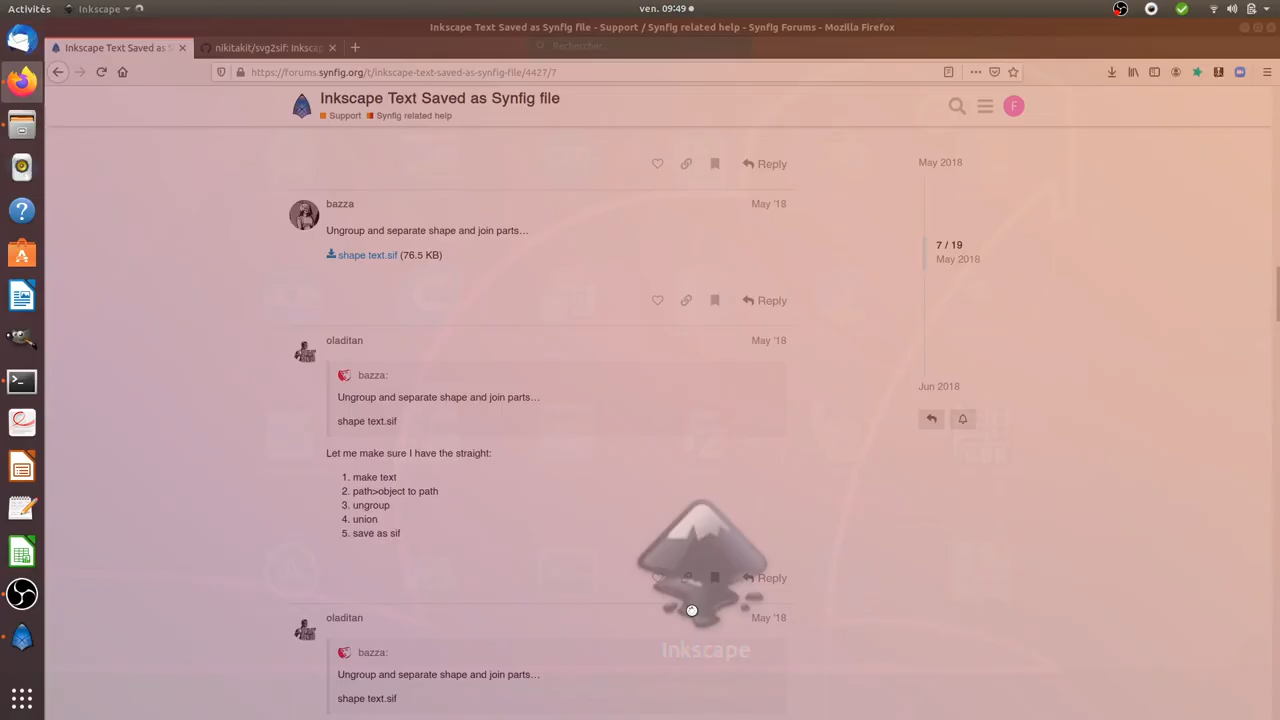 Activités
Inkscape
ven. 09:49
Inkscape Text Saved as Synfig file - Support / Synfig related help - Synfig Forums - Mozilla Firefox
Inkscape Text Saved as S
nikitakit/svg2sif: Inkscap
Rechercher...
https://forums.synfig.org/t/inkscape-text-saved-as-synfig-file/4427/7
Inkscape Text Saved as Synfig file
Support
Synfig related help
F
Reply
May 2018
bazza
May '18
Ungroup and separate shape and join parts…
shape text.sif (76.5 KB)
7 / 19
May 2018
Reply
oladitan
May '18
bazza:
Ungroup and separate shape and join parts…
shape text.sif
Jun 2018
Let me make sure I have the straight:
1. make text
2. path>object to path
3. ungroup
4. union
5. save as sif
Reply
oladitan
May '18
Inkscape
bazza:
Ungroup and separate shape and join parts…
shape text.sif